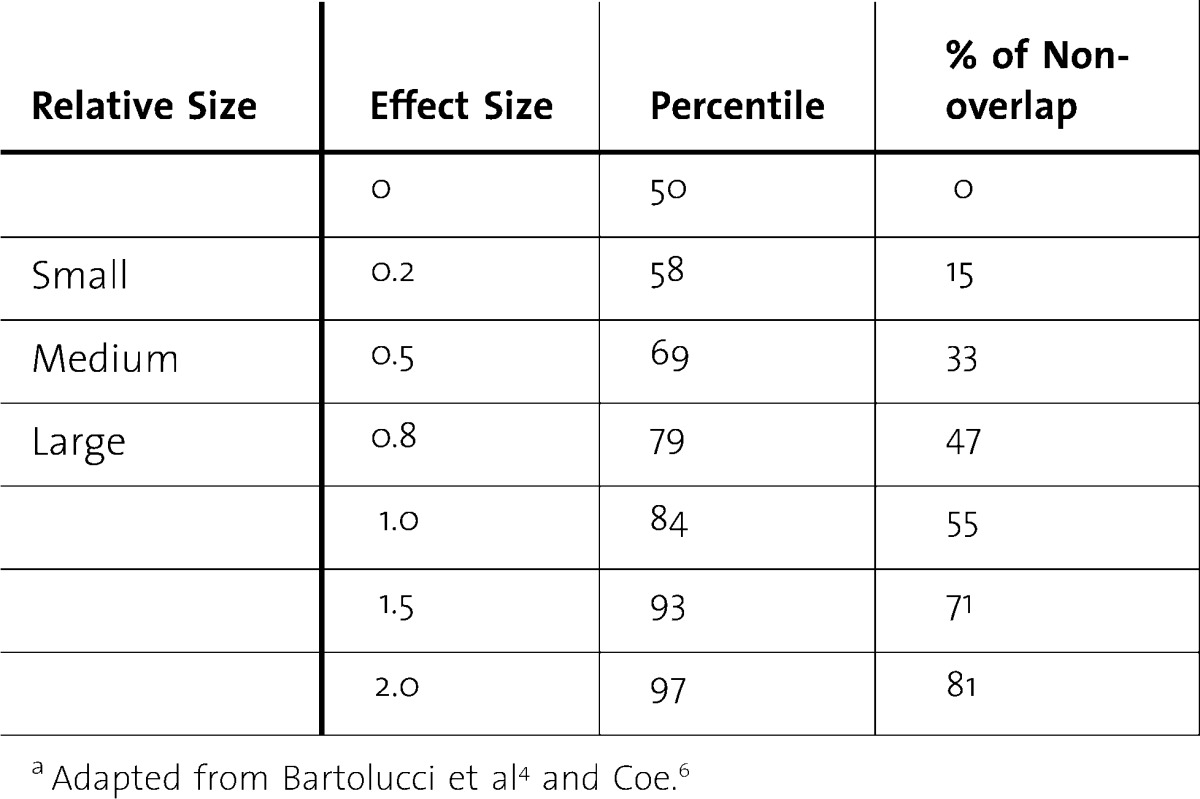 % of Non-
Relative Size Effect Size Percentile overlap
0 50 0
Small 0.2 58 15
Medium 0.5 69 33
Large 0.8 79 47
1.0 84 55
1.5 93 71
2.0 97 81
a Adapted from Bartolucci et al4 and Coe.6